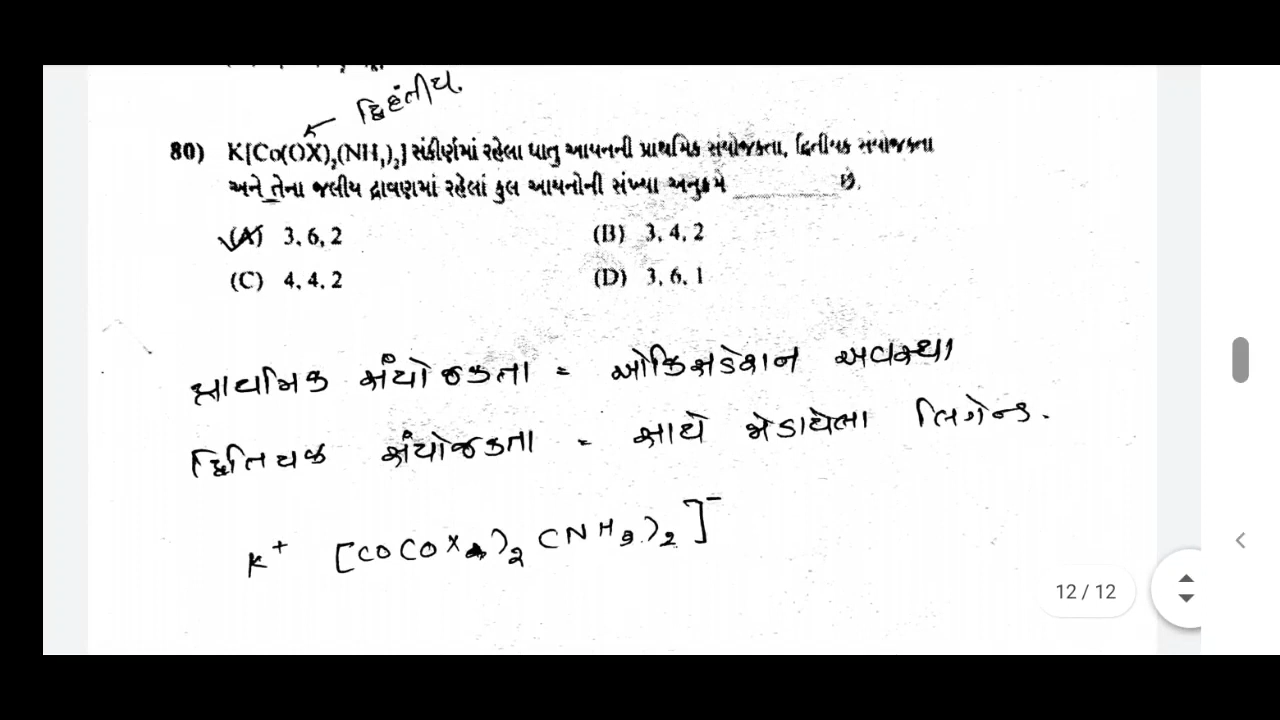 દ્વિદંતીય.
80) K[Co(OX)₂(NH₃)₂] સંકીર્ણમાં રહેલા ધાતુ આયનની પ્રાથમિક સંયોજકતા, દ્વિતીયક સંયોજકતા
અને તેના જલીય દ્રાવણમાં રહેલાં કુલ આયનોની સંખ્યા અનુક્રમે ________ છે.
(A) 3, 6, 2 (B) 3, 4, 2
(C) 4, 4, 2 (D) 3, 6, 1
પ્રાથમિક સંયોજકતા = ઓક્સિડેશન અવસ્થા
દ્વિતિયક સંયોજકતા = સાથે જોડાયેલા લિગેન્ડ.
K⁺ [CO(OX)₂(NH₃)₂]⁻
12 / 12